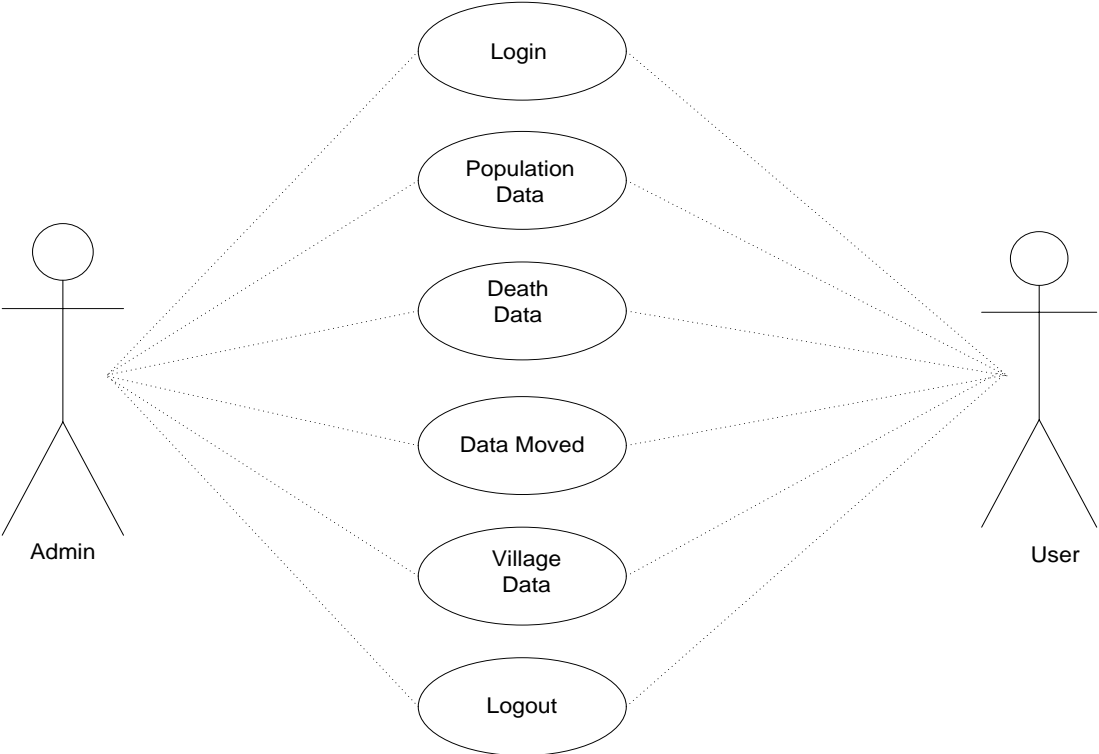 Login
Population
Data
Death
Data
Data Moved
Admin
User
Village
Data
Logout